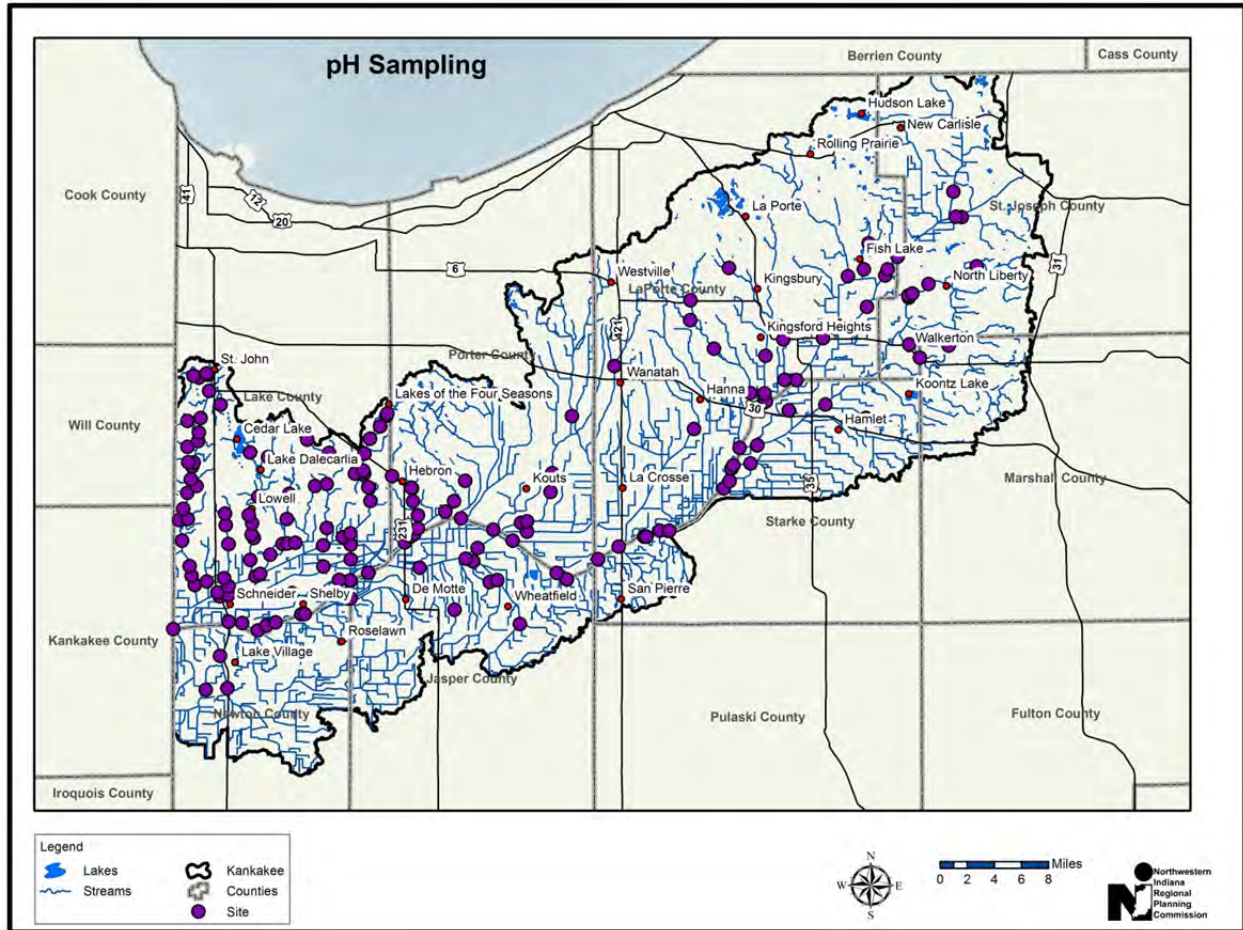 pH Sampling
Berrien County
Cass County
Hudson Lake
New Carlisle
Rolling Prairie
Cook County
41
12
20
La Porte
St. Joseph County
Fish Lake
31
6
Westville
LaPorte County
Kingsbury
North Liberty
421
Kingsford Heights
Porter County
Walkerton
St. John
Wanatah
Lake County
Lakes of the Four Seasons
Hanna
Koontz Lake
30
Will County
Hamlet
Cedar Lake
Lake Dalecarlia
Hebron
Kouts
La Crosse
35
Marshal County
Lowell
Starke County
231
Schneider
Shelby
De Motte
Wheatfield
San Pierre
Kankakee County
Roselawn
Lake Village
Jasper County
Newton County
Pulaski County
Fulton County
Iroquois County
Legend
Lakes
Kankakee
Streams
Counties
Site
N
W
E
S
Miles
0 2 4 6 8
Northwestern
Indiana
Regional
Planning
Commission